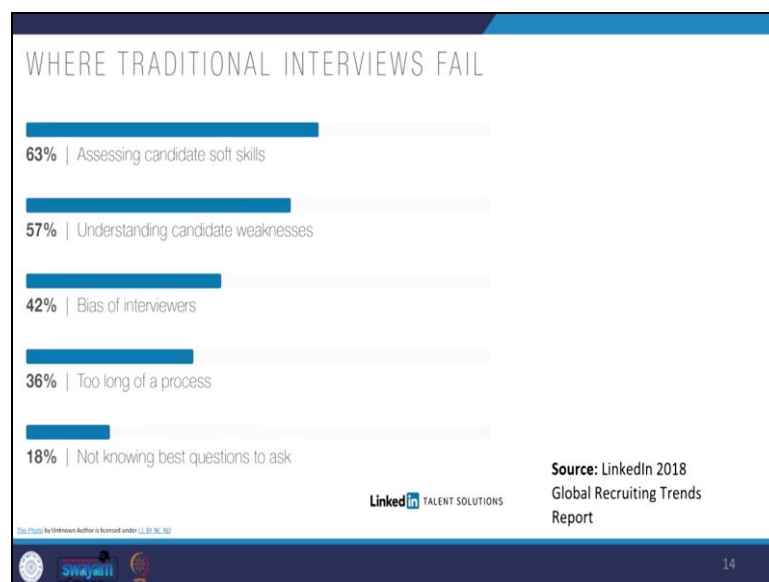 WHERE TRADITIONAL INTERVIEWS FAIL
63% | Assessing candidate soft skills
57% | Understanding candidate weaknesses
42% | Bias of interviewers
36% | Too long of a process
18% | Not knowing best questions to ask
Linked in TALENT SOLUTIONS
Source: LinkedIn 2018
Global Recruiting Trends
Report
This Photo by Unknown Author is licensed under CC BY NC ND
swayam
14